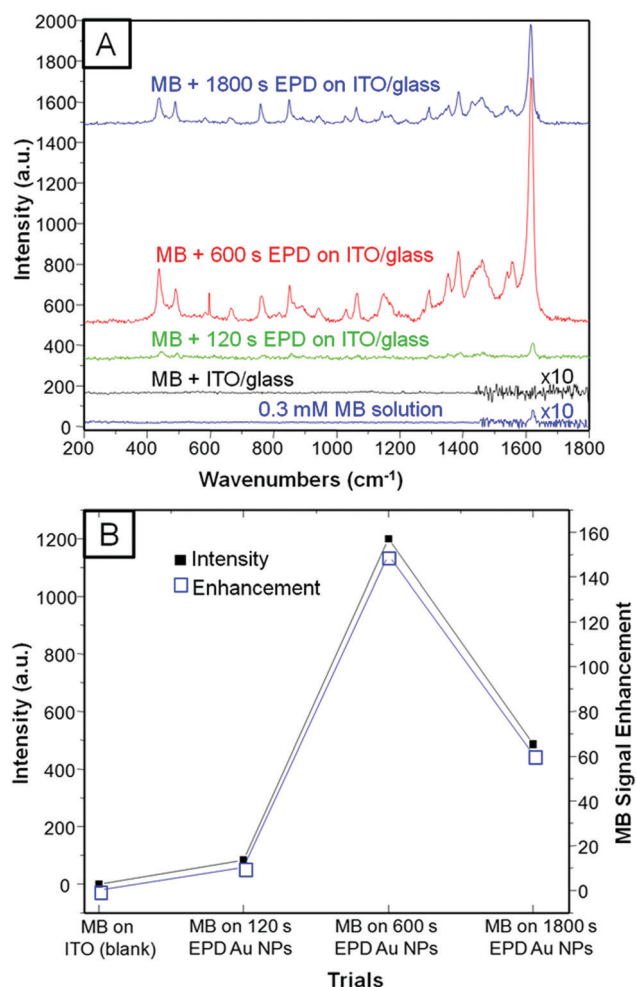 A
2000
1800
1600
1400
1200
1000
800
600
400
200
0
Intensity (a.u.)
MB + 1800 s EPD on ITO/glass
MB + 600 s EPD on ITO/glass
MB + 120 s EPD on ITO/glass
MB + ITO/glass
x10
0.3 mM MB solution
x10
200 400 600 800 1000 1200 1400 1600 1800
Wavenumbers (cm⁻¹)
B
1200
1000
800
600
400
200
0
Intensity (a.u.)
Intensity
Enhancement
160
140
120
100
80
60
40
20
0
MB Signal Enhancement
MB on MB on 120 s MB on 600 s MB on 1800 s
ITO (blank) EPD Au NPs EPD Au NPs EPD Au NPs
Trials